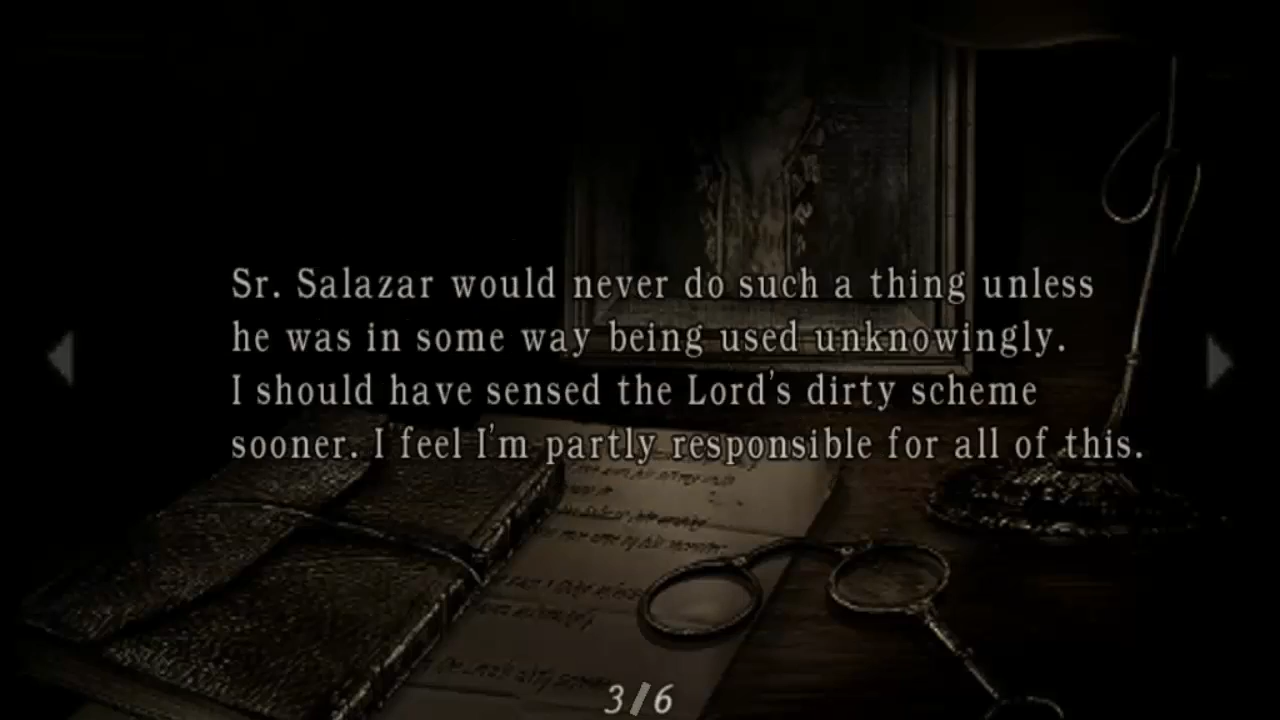 Sr. Salazar would never do such a thing unless
he was in some way being used unknowingly.
I should have sensed the Lord's dirty scheme
sooner. I feel I'm partly responsible for all of this.
3/6